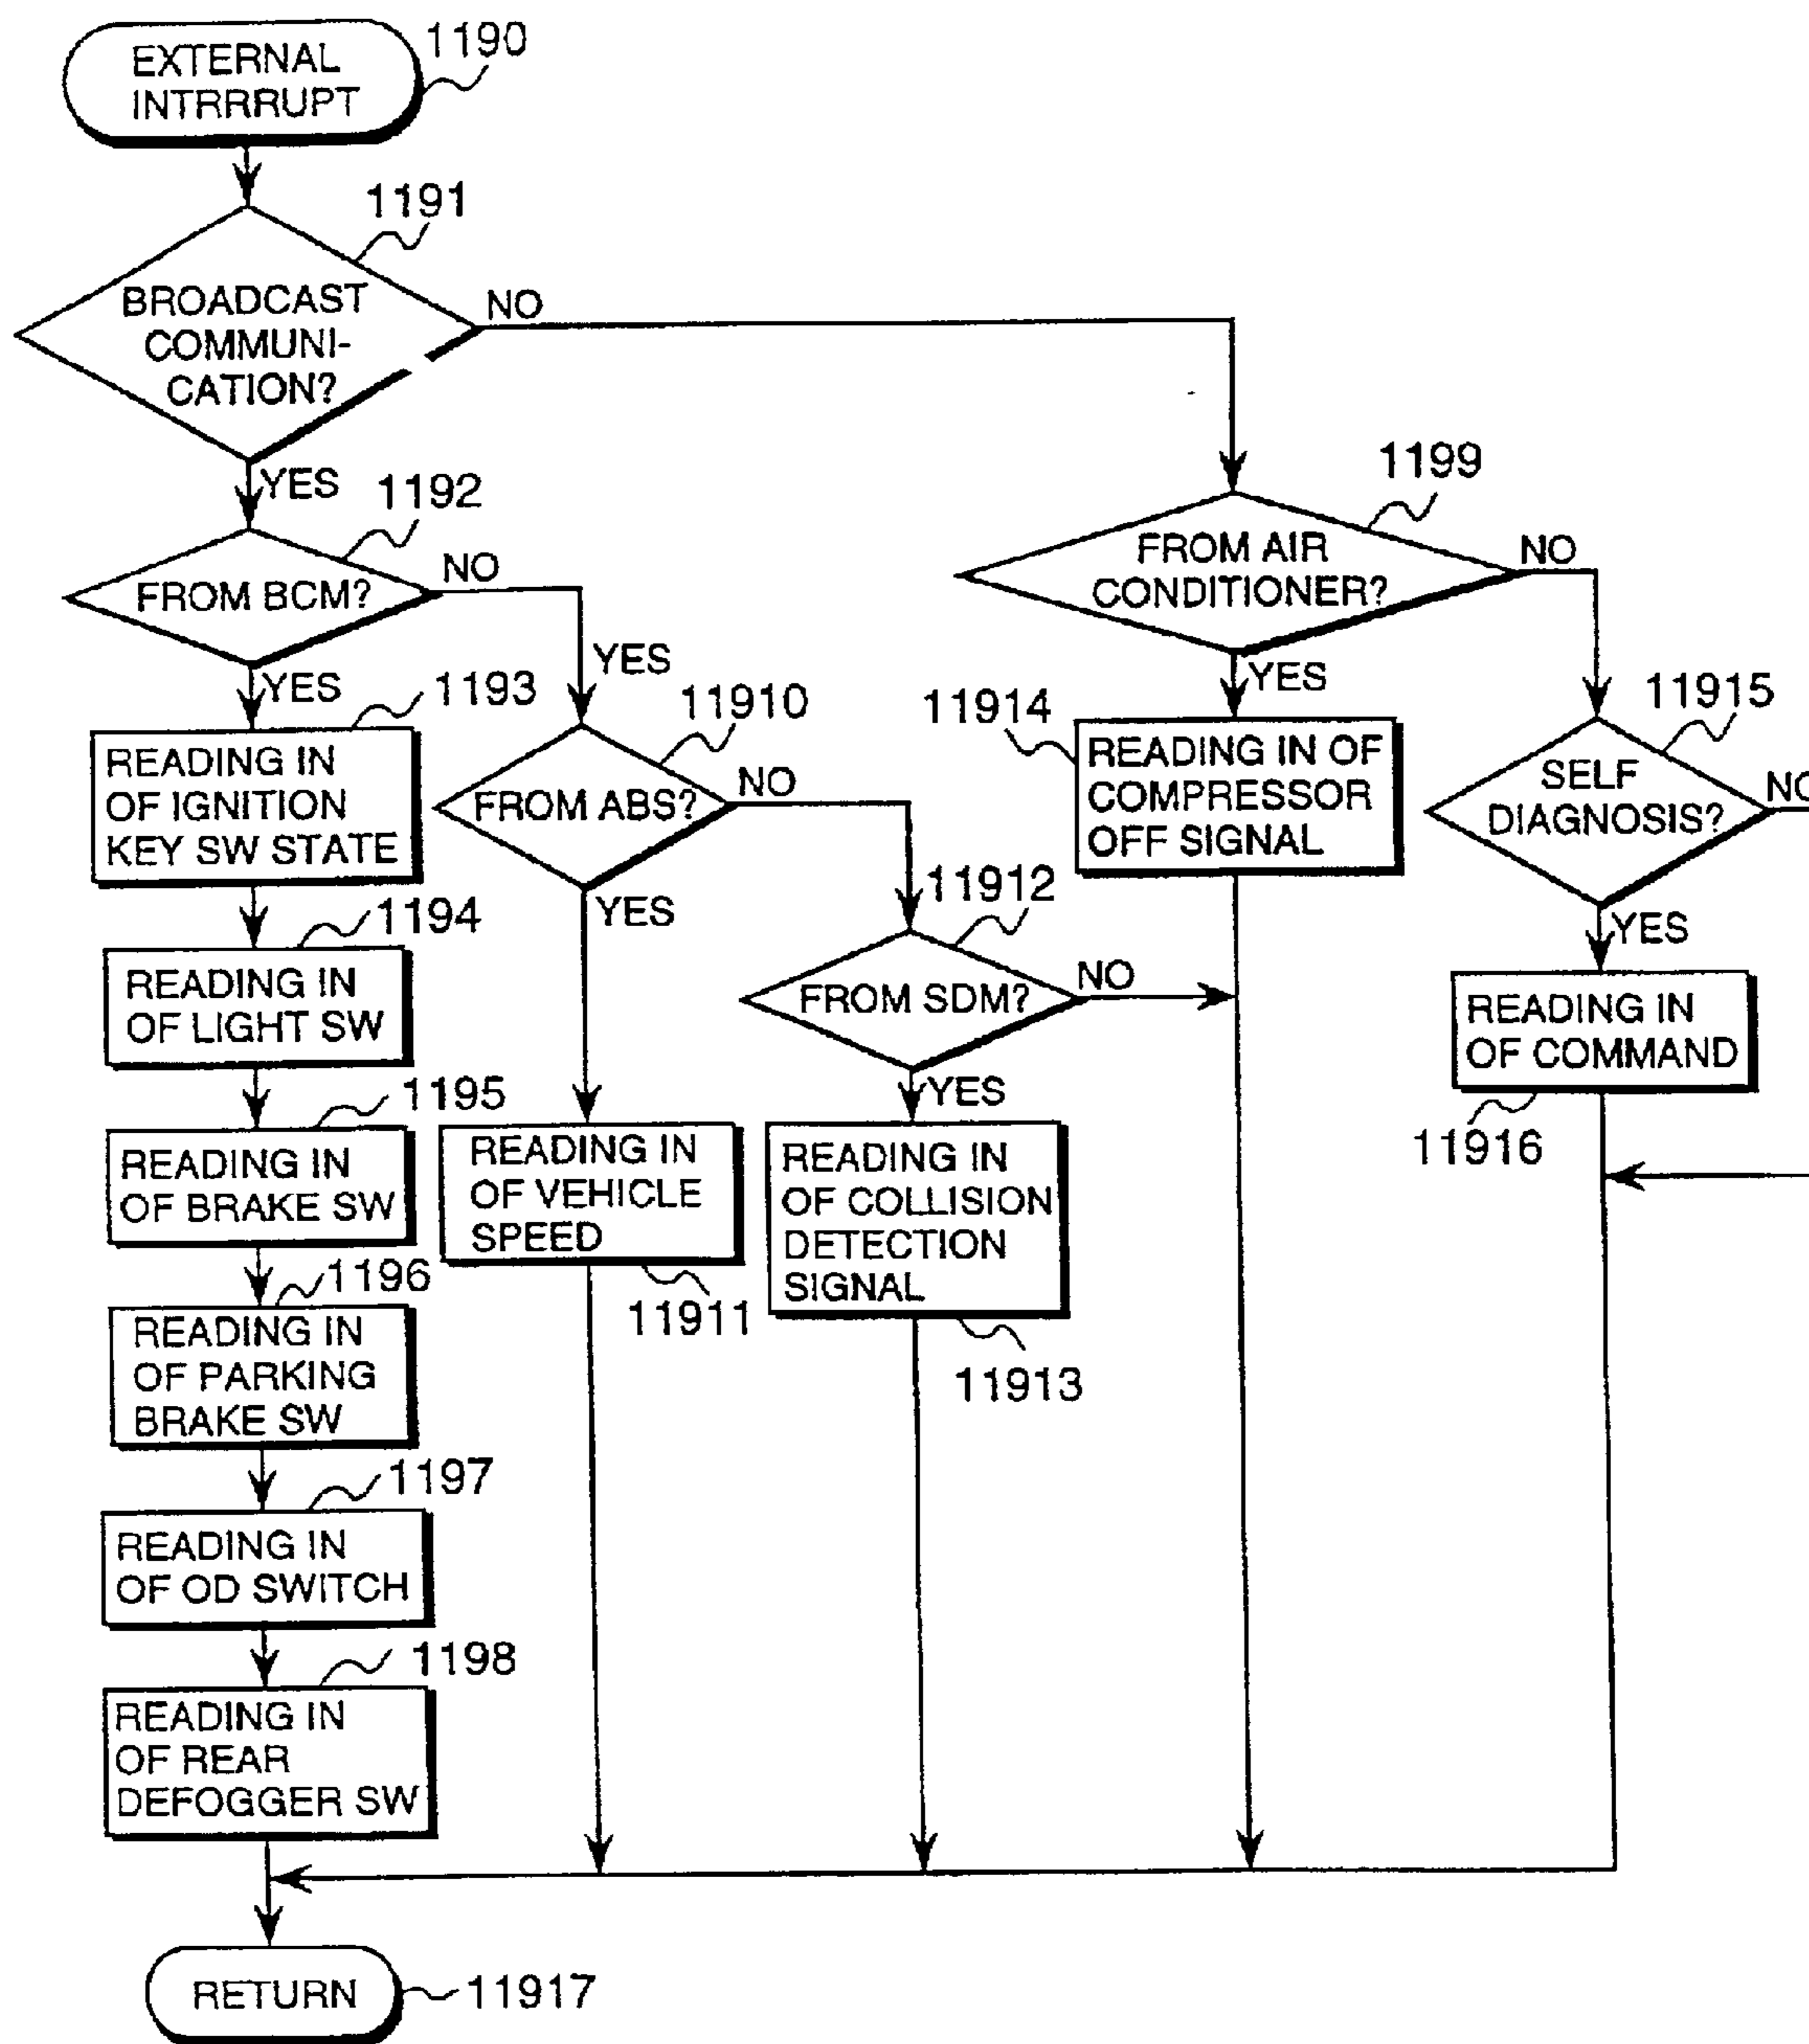 EXTERNAL
INTRRRUPT
1190
1191
BROADCAST
COMMUNI-
CATION?
NO
YES
1192
FROM BCM?
NO
YES
YES
1193
READING IN
OF IGNITION
KEY SW STATE
1194
READING IN
OF LIGHT SW
1195
READING IN
OF BRAKE SW
1196
READING IN
OF PARKING
BRAKE SW
1197
READING IN
OF OD SWITCH
1198
READING IN
OF REAR
DEFOGGER SW
11910
FROM ABS?
NO
YES
READING IN
OF VEHICLE
SPEED
11911
11912
FROM SDM?
NO
YES
READING IN
OF COLLISION
DETECTION
SIGNAL
11913
1199
FROM AIR
CONDITIONER?
NO
YES
11914
READING IN OF
COMPRESSOR
OFF SIGNAL
11915
SELF
DIAGNOSIS?
NO
YES
READING IN
OF COMMAND
11916
RETURN
11917